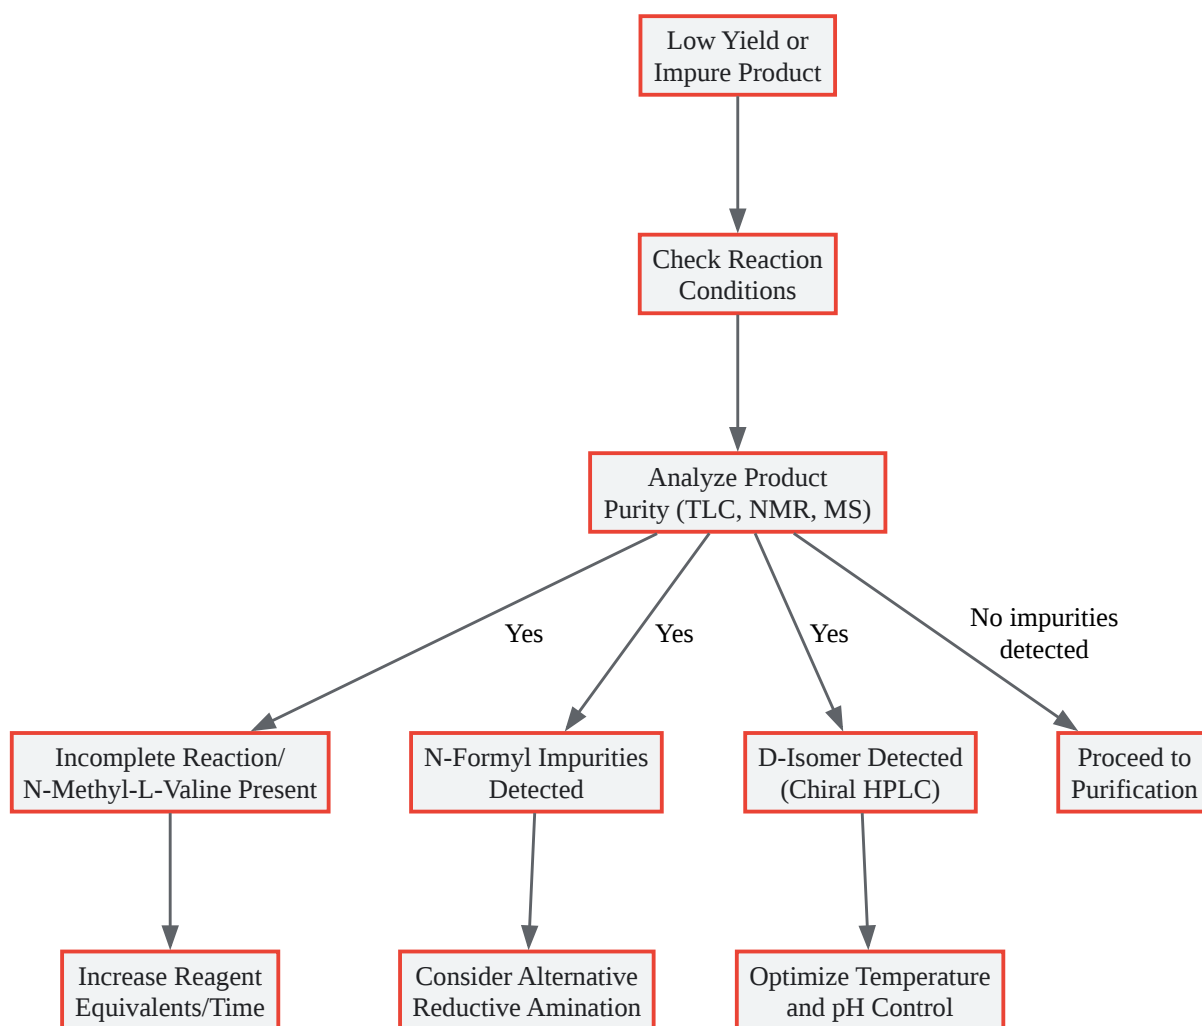 Low Yield or
Impure Product
Check Reaction
Conditions
Analyze Product
Purity (TLC, NMR, MS)
Yes
Yes
Yes
No impurities
detected
Incomplete Reaction/
N-Methyl-L-Valine Present
N-Formyl Impurities
Detected
D-Isomer Detected
(Chiral HPLC)
Proceed to
Purification
Increase Reagent
Equivalents/Time
Consider Alternative
Reductive Amination
Optimize Temperature
and pH Control